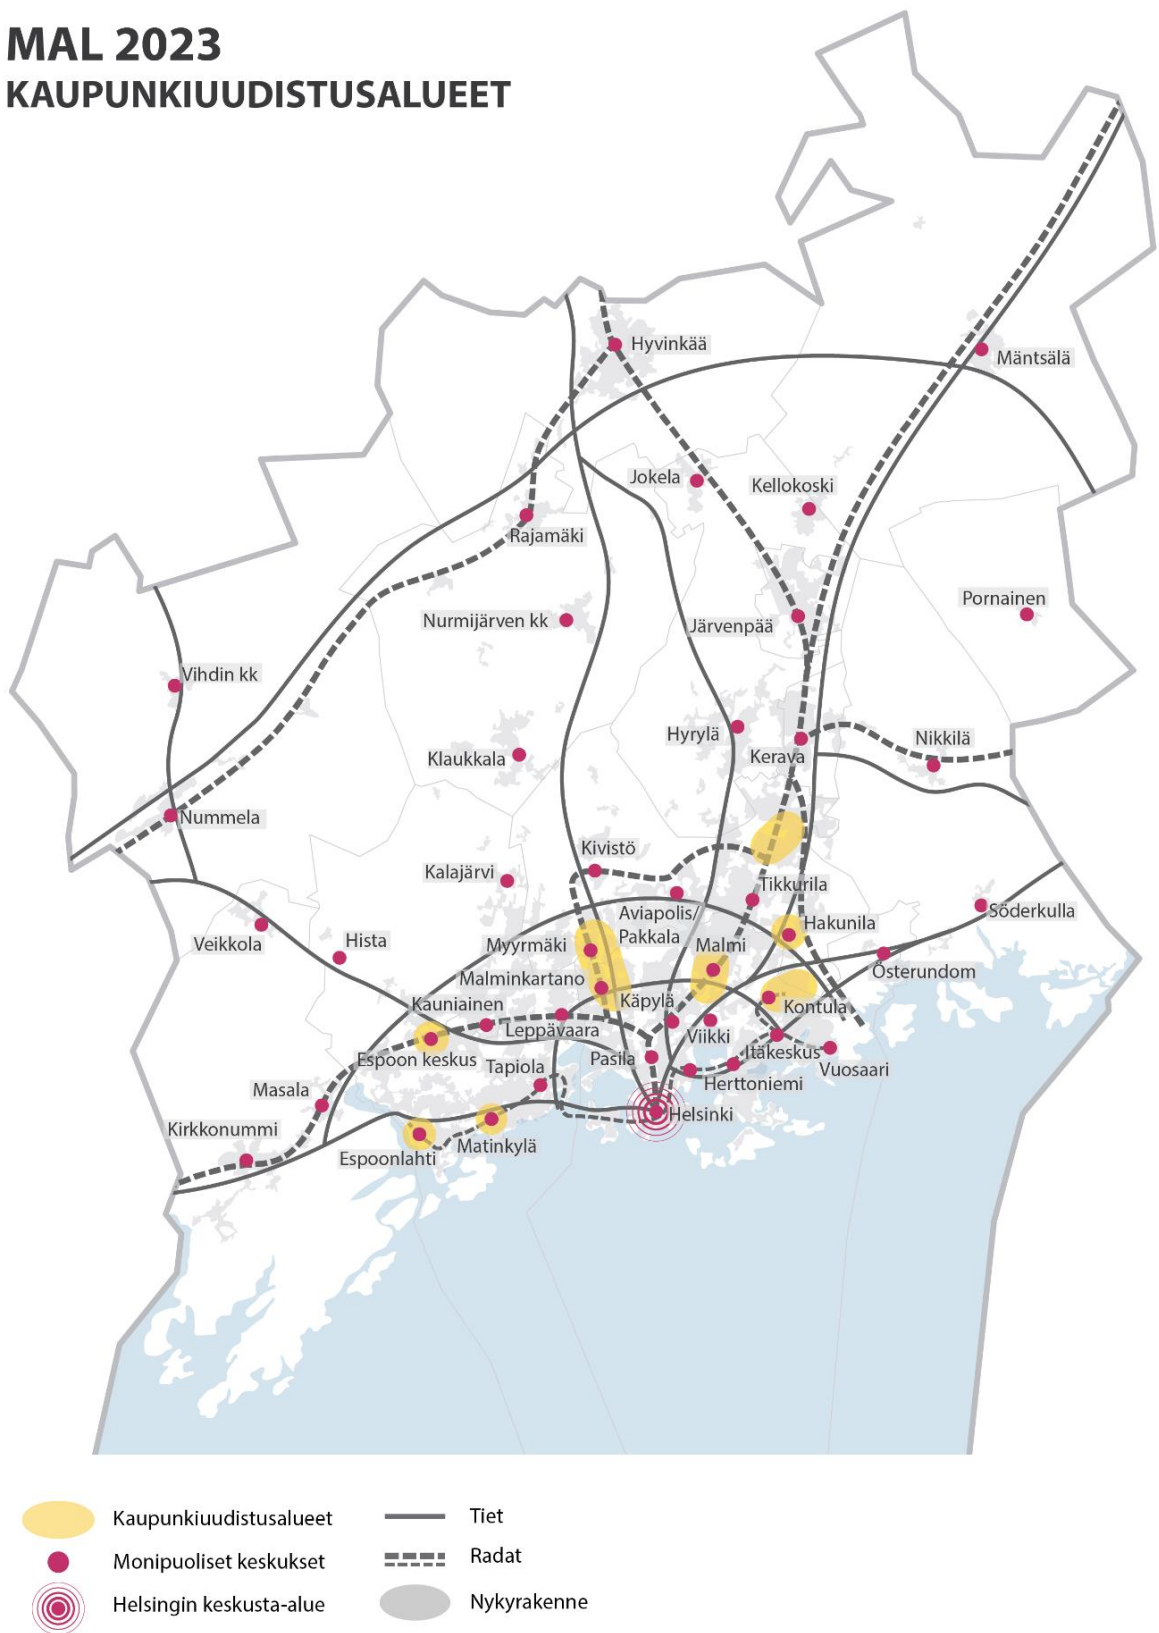 MAL 2023
KAUPUNKIUUDISTUSALUEET
Hyvinkää
Mäntsälä
Jokela
Kellokoski
Rajamäki
Pornainen
Nurmijärven kk
Järvenpää
Vihdin kk
Hyrylä
Nikkilä
Klaukkala
Kerava
Nummela
Kivistö
Kalajärvi
Tikkurila
Söderkulla
Aviapolis/
Pakkala
Hakunila
Veikkola
Hista
Myyrmäki
Malmi
Östersundom
Malminkartano
Käpylä
Kontula
Kauniainen
Leppävaara
Viikki
Espoon keskus
Pasila
Itäkeskus
Tapiola
Vuosaari
Masala
Herttoniemi
Kirkkonummi
Helsinki
Espoonlahti
Matinkylä
Kaupunkiuudistusalueet
Tiet
Monipuoliset keskukset
Radat
Helsingin keskusta-alue
Nykyrakenne